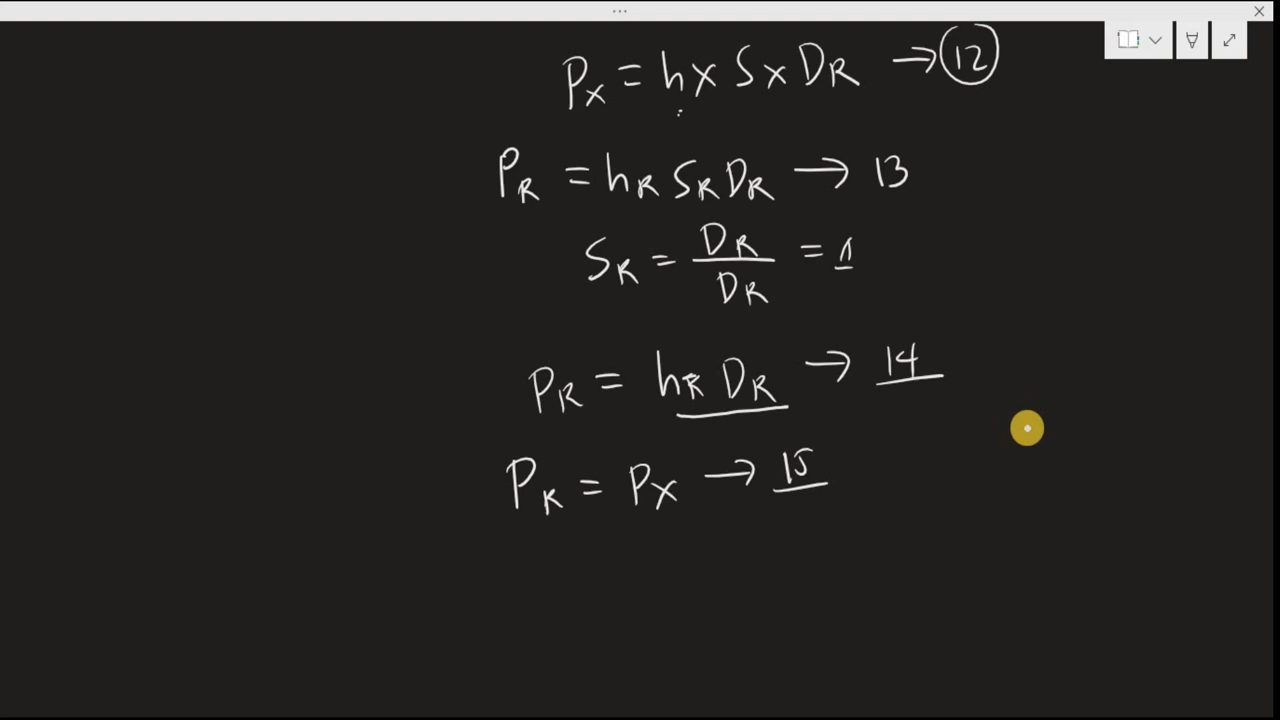 Px = hx Sx DR → 12
PR = hR SR DR → 13
SR = DR / DR = 1
PR = hR DR → 14
PR = Px → 15